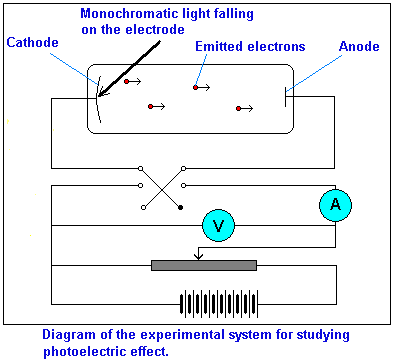 Monochromatic light falling
on the electrode
Cathode
Emitted electrons
Anode
A
V
Diagram of the experimental system for studying
photoelectric effect.